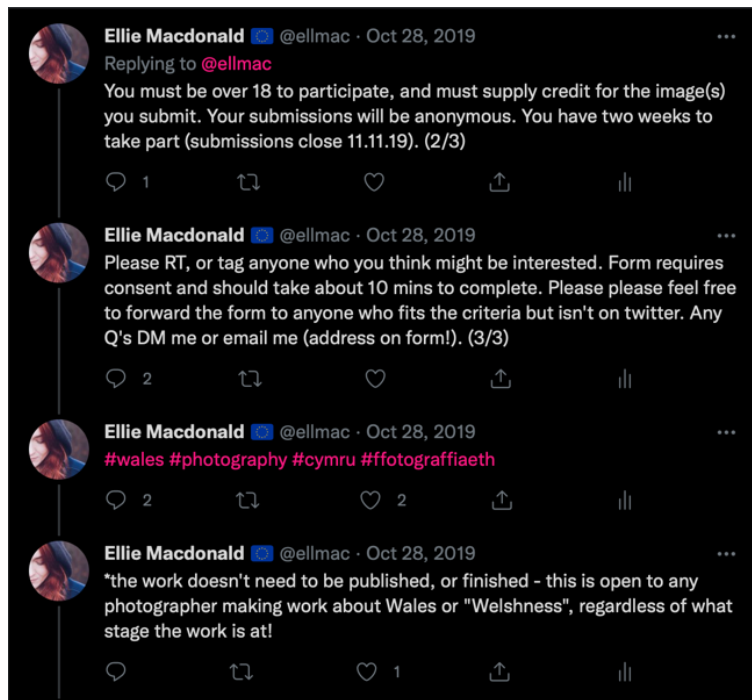 Ellie Macdonald 🇪🇺 @ellmac · Oct 28, 2019
Replying to @ellmac
You must be over 18 to participate, and must supply credit for the image(s)
you submit. Your submissions will be anonymous. You have two weeks to
take part (submissions close 11.11.19). (2/3)
1
Ellie Macdonald 🇪🇺 @ellmac · Oct 28, 2019
Please RT, or tag anyone who you think might be interested. Form requires
consent and should take about 10 mins to complete. Please please feel free
to forward the form to anyone who fits the criteria but isn't on twitter. Any
Q's DM me or email me (address on form!). (3/3)
2
Ellie Macdonald 🇪🇺 @ellmac · Oct 28, 2019
#wales #photography #cymru #ffotograffiaeth
2 2
Ellie Macdonald 🇪🇺 @ellmac · Oct 28, 2019
*the work doesn't need to be published, or finished - this is open to any
photographer making work about Wales or "Welshness", regardless of what
stage the work is at!
1